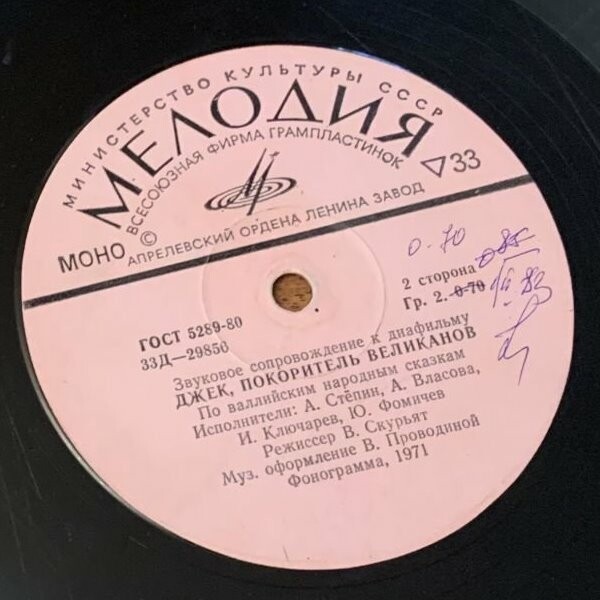 МИНИСТЕРСТВО КУЛЬТУРЫ СССР
МЕЛОДИЯ
ВСЕСОЮЗНАЯ ФИРМА ГРАМПЛАСТИНОК
33
МОНО © АПРЕЛЕВСКИЙ ОРДЕНА ЛЕНИНА ЗАВОД
0-70
2 сторона
ГОСТ 5289-80
Гр. 2. 0-70
33Д—29856
Звуковое сопровождение к диафильму
ДЖЕК, ПОКОРИТЕЛЬ ВЕЛИКАНОВ
По валлийским народным сказкам
Исполнители: А. Стёпин, А. Власова,
И. Ключарев, Ю. Фомичев
Режиссер В. Скурьят
Муз. оформление В. Проводиной
Фонограмма, 1971